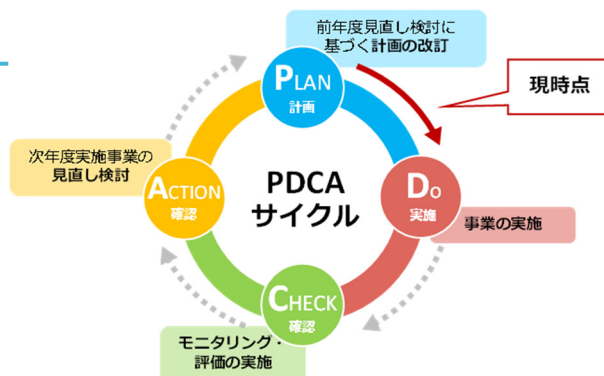 前年度見直し検討に
基づく計画の改訂
PLAN
計画
現時点
次年度実施事業の
見直し検討
ACTION
確認
PDCA
サイクル
DO
実施
事業の実施
CHECK
確認
モニタリング・
評価の実施